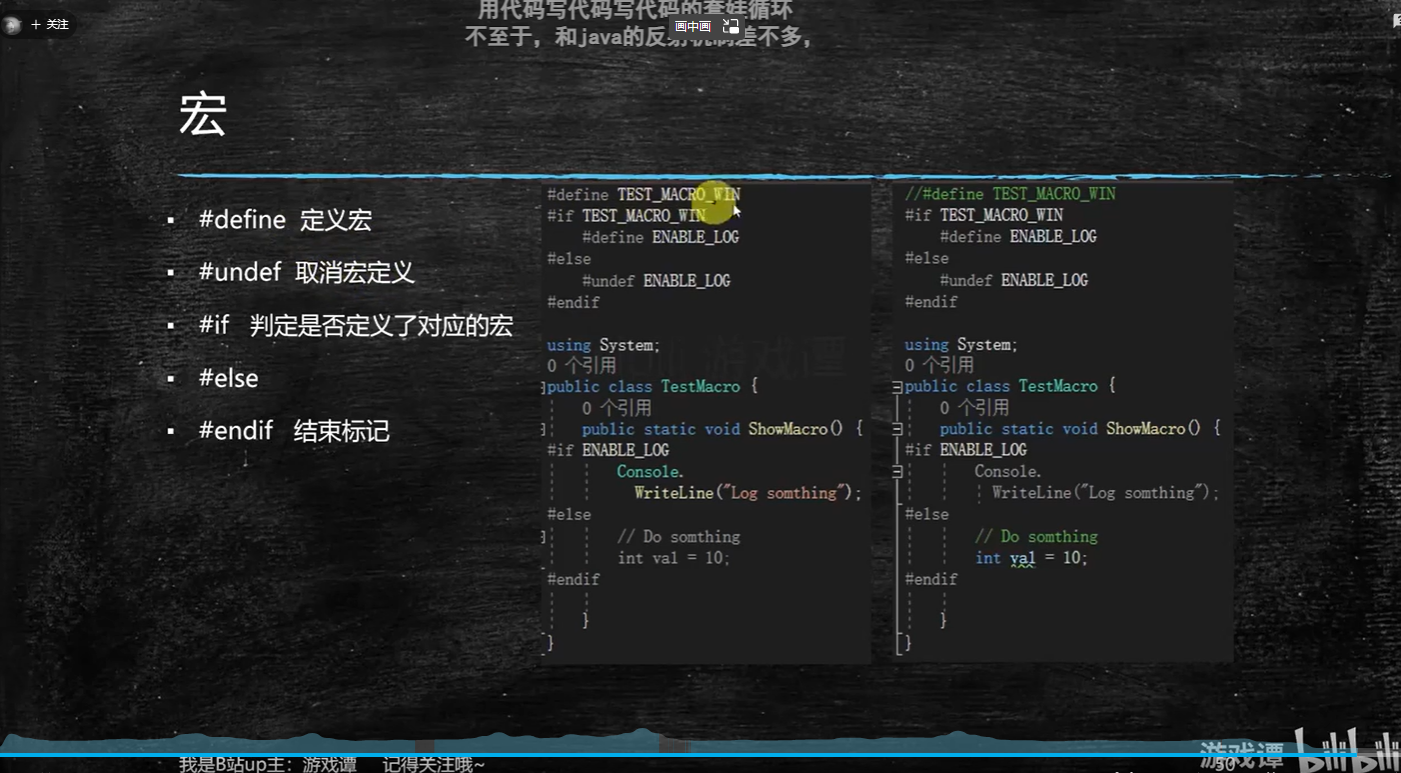 用代码写代码写代码的套娃循环
+ 关注
画中画
不至于，和java的反射机制差不多，
宏
#define 定义宏
#undef 取消宏定义
#if 判定是否定义了对应的宏
#else
#endif 结束标记
#define TEST_MACRO_WIN
#if TEST_MACRO_WIN
#define ENABLE_LOG
#else
#undef ENABLE_LOG
#endif
using System;
0 个引用
public class TestMacro {
0 个引用
public static void ShowMacro() {
#if ENABLE_LOG
Console.
WriteLine("Log somthing");
#else
// Do somthing
int val = 10;
#endif
}
}
//#define TEST_MACRO_WIN
#if TEST_MACRO_WIN
#define ENABLE_LOG
#else
#undef ENABLE_LOG
#endif
using System;
0 个引用
public class TestMacro {
0 个引用
public static void ShowMacro() {
#if ENABLE_LOG
Console.
WriteLine("Log somthing");
#else
// Do somthing
int val = 10;
#endif
}
}
游戏谭 bilibili
50
我是B站up主：游戏谭 记得关注哦~